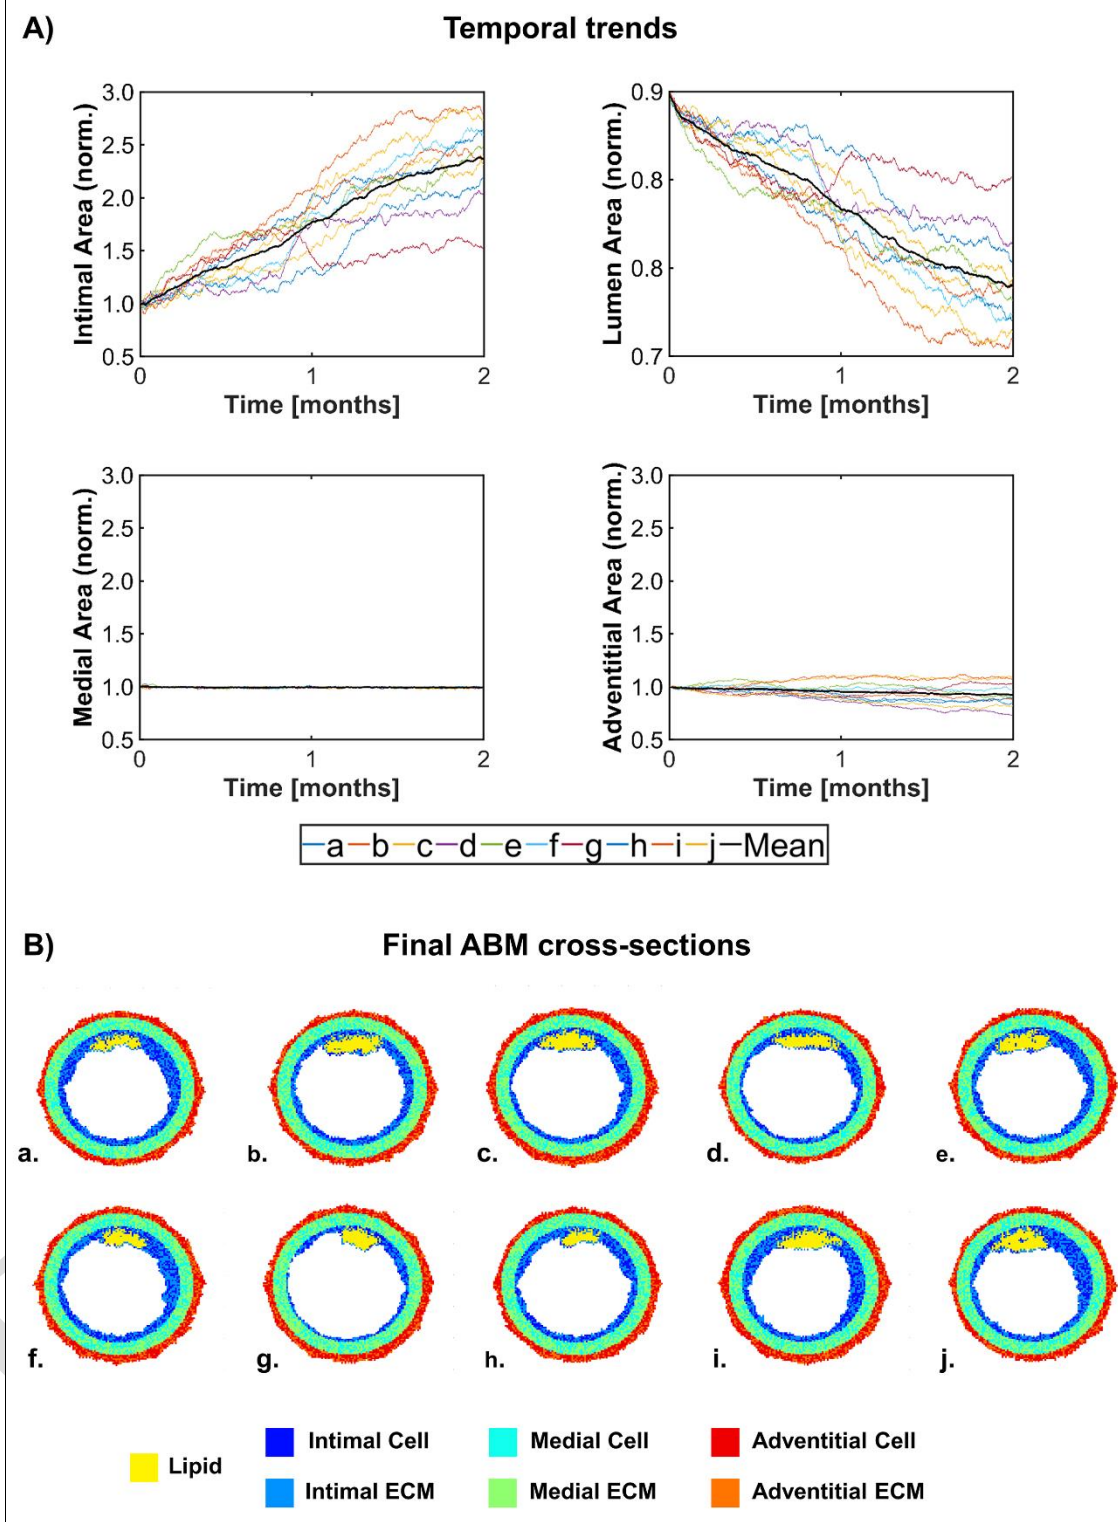 A) Temporal trends
Intimal Area (norm.)
3.0
2.5
2.0
1.5
1.0
0.5
0 1 2
Time [months]
Lumen Area (norm.)
0.9
0.8
0.8
0.7
0 1 2
Time [months]
Medial Area (norm.)
3.0
2.5
2.0
1.5
1.0
0.5
0 1 2
Time [months]
Adventitial Area (norm.)
3.0
2.5
2.0
1.5
1.0
0.5
0 1 2
Time [months]
a b c d e f g h i j Mean
B) Final ABM cross-sections
a. b. c. d. e.
f. g. h. i. j.
Lipid
Intimal Cell Medial Cell Adventitial Cell
Intimal ECM Medial ECM Adventitial ECM